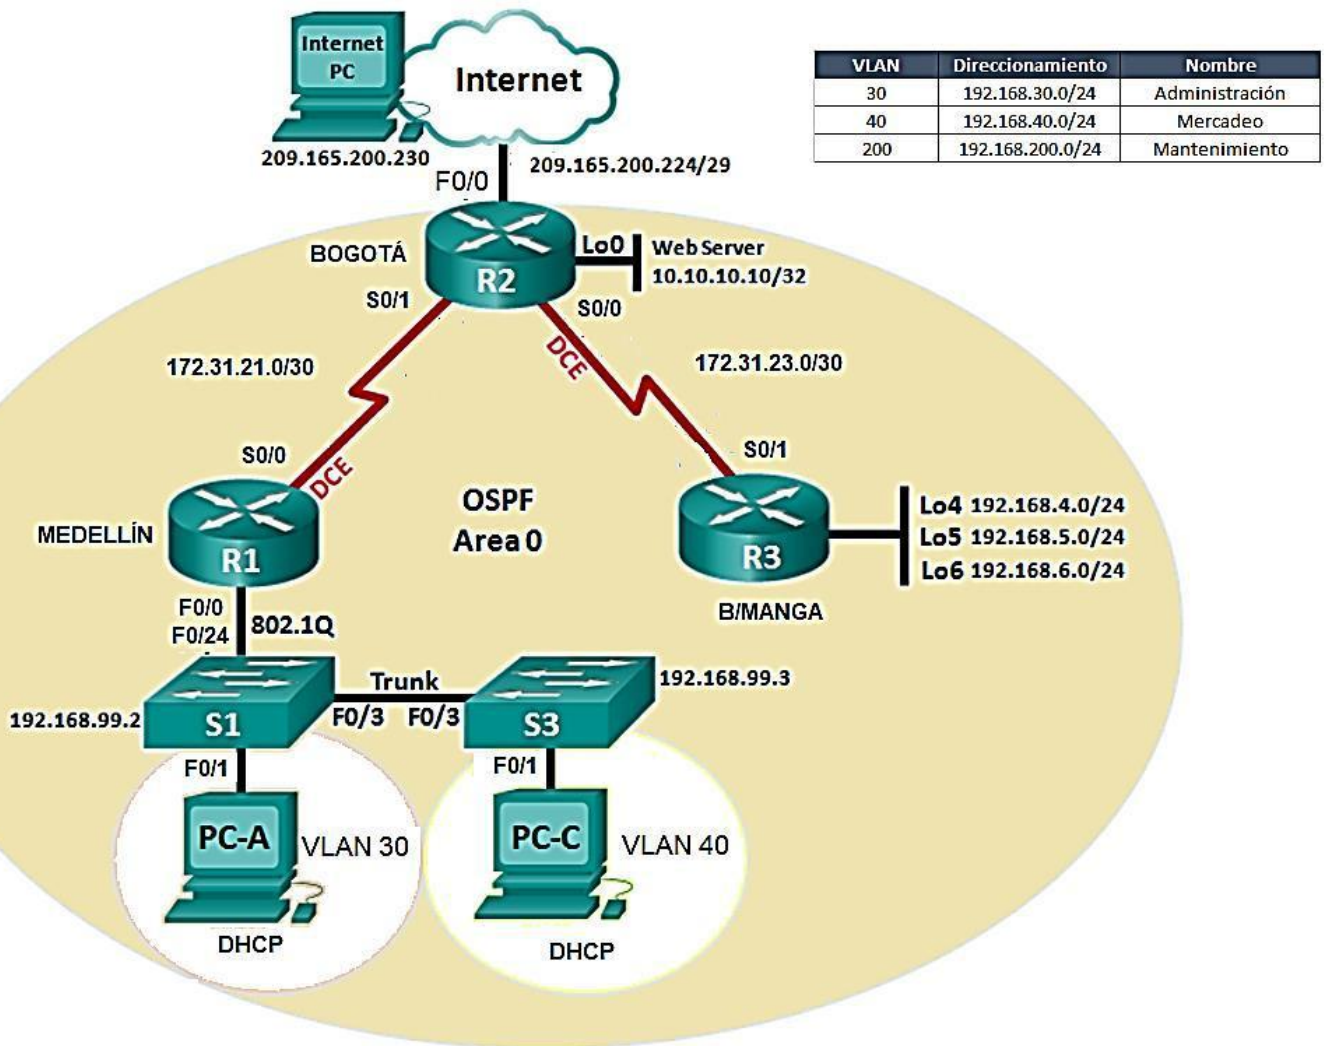 Internet
PC
Internet
209.165.200.230
209.165.200.224/29
F0/0
VLAN Direccionamiento Nombre
30 192.168.30.0/24 Administración
40 192.168.40.0/24 Mercadeo
200 192.168.200.0/24 Mantenimiento
BOGOTÁ
R2
Lo0
Web Server
10.10.10.10/32
S0/1
S0/0
DCE
172.31.21.0/30
172.31.23.0/30
S0/0
DCE
S0/1
MEDELLÍN
R1
OSPF
Area 0
R3
B/MANGA
Lo4 192.168.4.0/24
Lo5 192.168.5.0/24
Lo6 192.168.6.0/24
F0/0
F0/24
802.1Q
192.168.99.2
S1
Trunk
F0/3 F0/3
S3
192.168.99.3
F0/1
PC-A
VLAN 30
DHCP
F0/1
PC-C
VLAN 40
DHCP